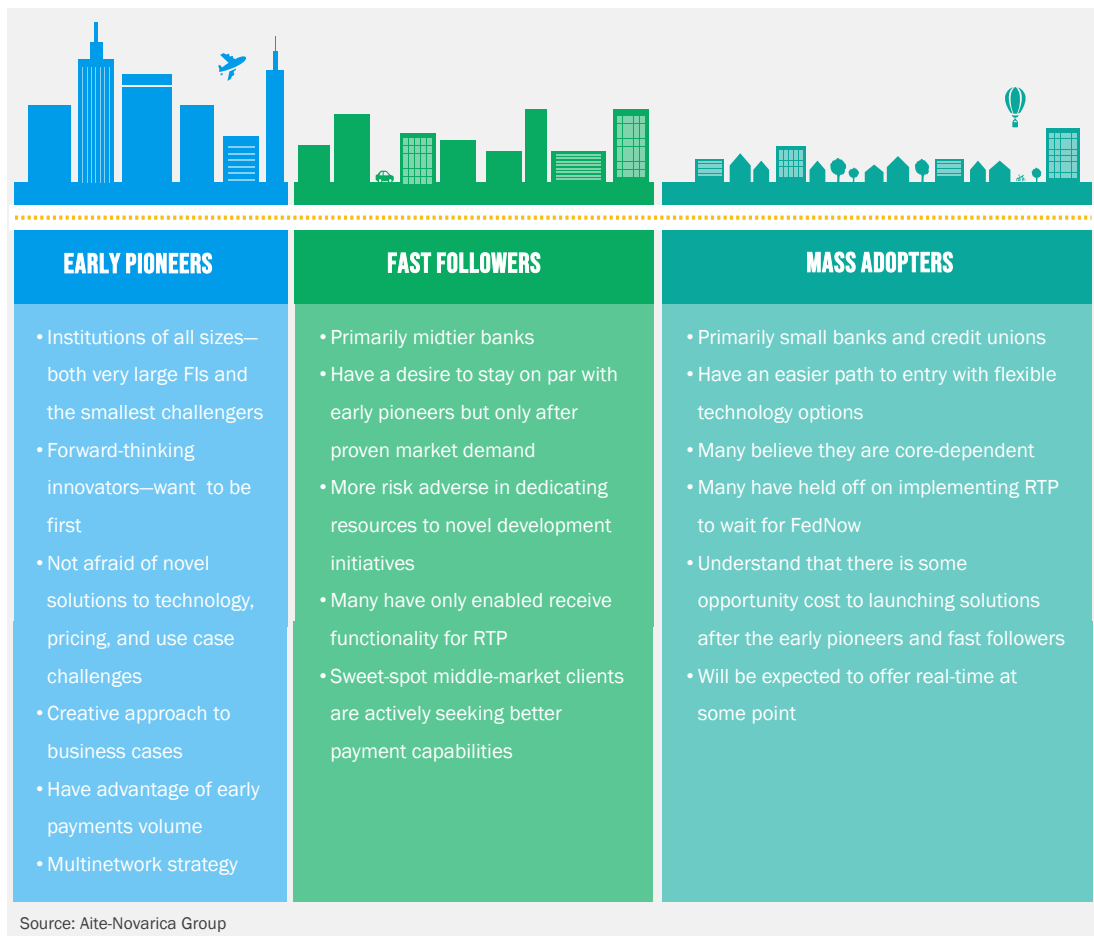 EARLY PIONEERS
• Institutions of all sizes—
both very large FIs and
the smallest challengers
• Forward-thinking
innovators—want  to be
first
• Not afraid of novel
solutions to technology,
pricing, and use case
challenges
• Creative approach to
business cases
• Have advantage of early
payments volume
• Multinetwork strategy
FAST FOLLOWERS
• Primarily midtier banks
• Have a desire to stay on par with
early pioneers but only after
proven market demand
• More risk adverse in dedicating
resources to novel development
initiatives
• Many have only enabled receive
functionality for RTP
• Sweet-spot middle-market clients
are actively seeking better
payment capabilities
MASS ADOPTERS
• Primarily small banks and credit unions
• Have an easier path to entry with flexible
technology options
• Many believe they are core-dependent
• Many have held off on implementing RTP
to wait for FedNow
• Understand that there is some
opportunity cost to launching solutions
after the early pioneers and fast followers
• Will be expected to offer real-time at
some point
Source: Aite-Novarica Group